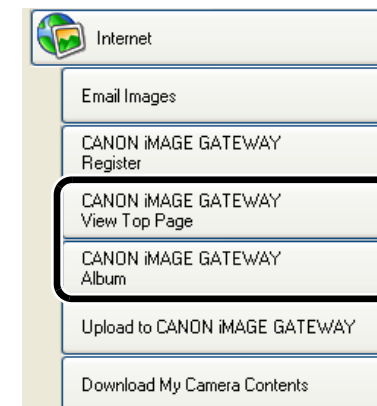 Internet
Email Images
CANON iMAGE GATEWAY
Register
CANON iMAGE GATEWAY
View Top Page
CANON iMAGE GATEWAY
Album
Upload to CANON iMAGE GATEWAY
Download My Camera Contents